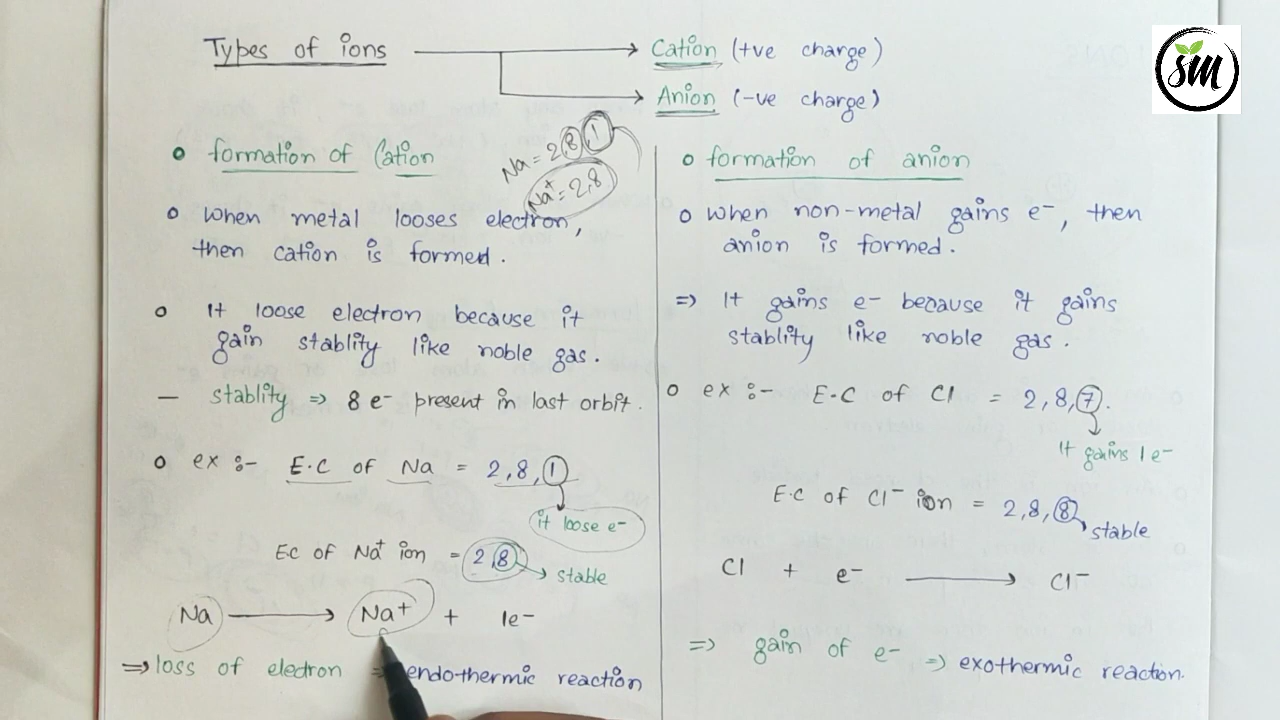 Types of ions
Cation (+ve charge)
Anion (-ve charge)
sm
Na = 2 8 1
Na⁺ = 2,8
o formation of Cation
o When metal looses electron,
then cation is formed.
o It loose electron because it
gain stablity like noble gas.
— stablity ⇒ 8 e⁻ present in last orbit.
o ex :- E.C of Na = 2,8,1
it loose e⁻
EC of Na⁺ ion = 2,8 → stable
Na → Na⁺ + 1e⁻
⇒ loss of electron ⇒ endothermic reaction
o formation of anion
o When non-metal gains e⁻, then
anion is formed.
⇒ It gains e⁻ because it gains
stablity like noble gas.
o ex :- E.C of Cl = 2,8,7.
It gains 1e⁻
E.C of Cl⁻ ion = 2,8,8
stable
Cl + e⁻ → Cl⁻
⇒ gain of e⁻ ⇒ exothermic reaction.